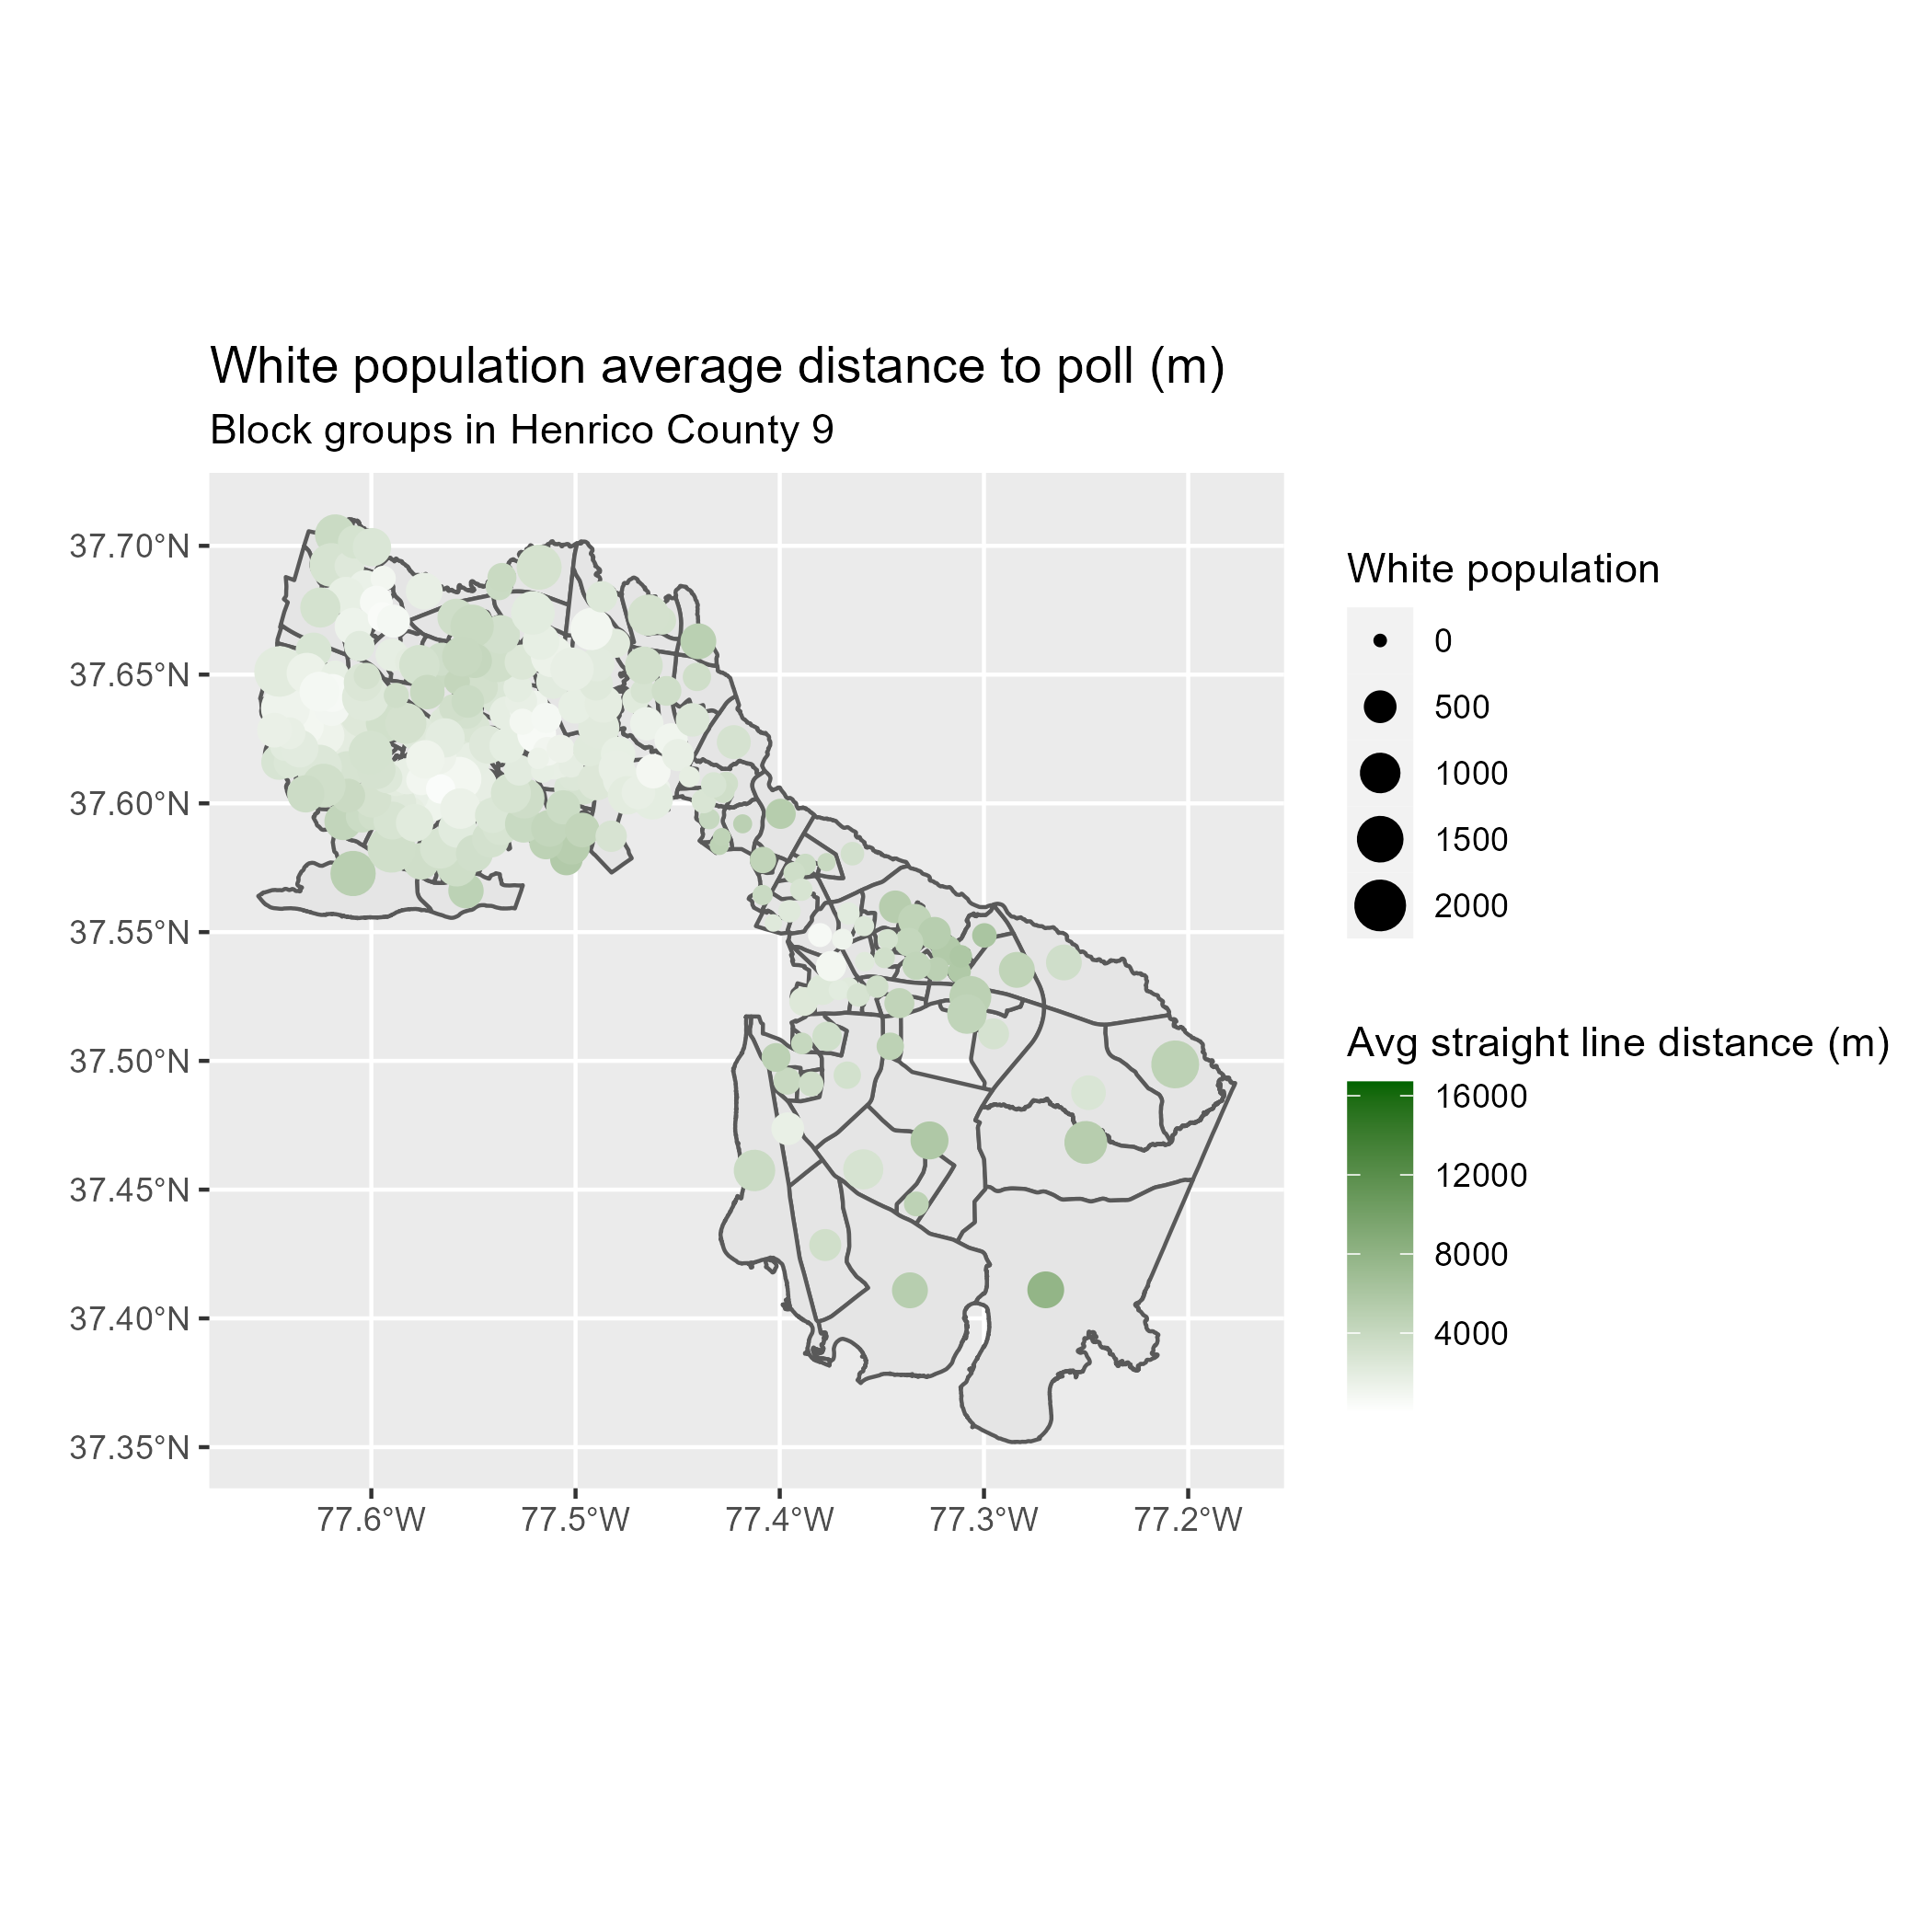 White population average distance to poll (m)
Block groups in Henrico County 9
37.70°N
37.65°N
37.60°N
37.55°N
37.50°N
37.45°N
37.40°N
37.35°N
77.6°W
77.5°W
77.4°W
77.3°W
77.2°W
White population
0
500
1000
1500
2000
Avg straight line distance (m)
16000
12000
8000
4000